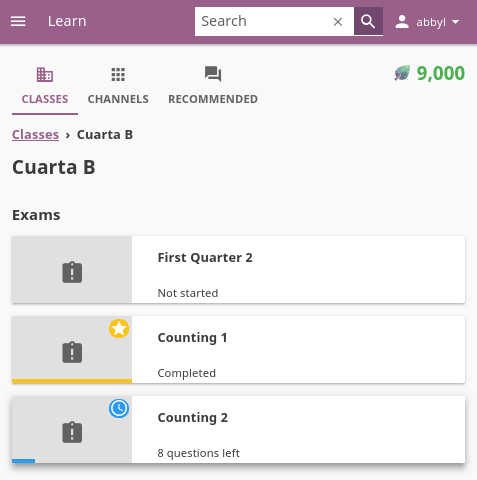 Learn
Search
abbyl
CLASSES
CHANNELS
RECOMMENDED
9,000
Classes › Cuarta B
Cuarta B
Exams
First Quarter 2
Not started
Counting 1
Completed
Counting 2
8 questions left